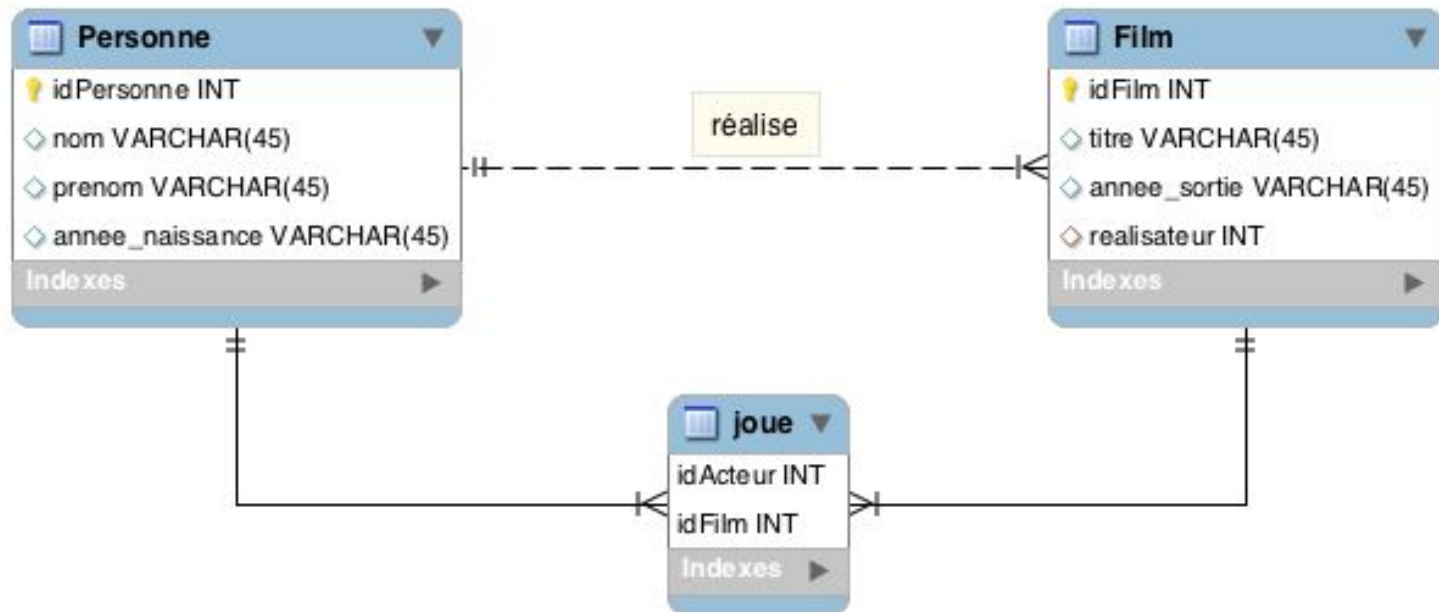 Personne
idPersonne INT
nom VARCHAR(45)
prenom VARCHAR(45)
annee_naissance VARCHAR(45)
Indexes
réalise
Film
idFilm INT
titre VARCHAR(45)
annee_sortie VARCHAR(45)
realisateur INT
Indexes
joue
idActeur INT
idFilm INT
Indexes